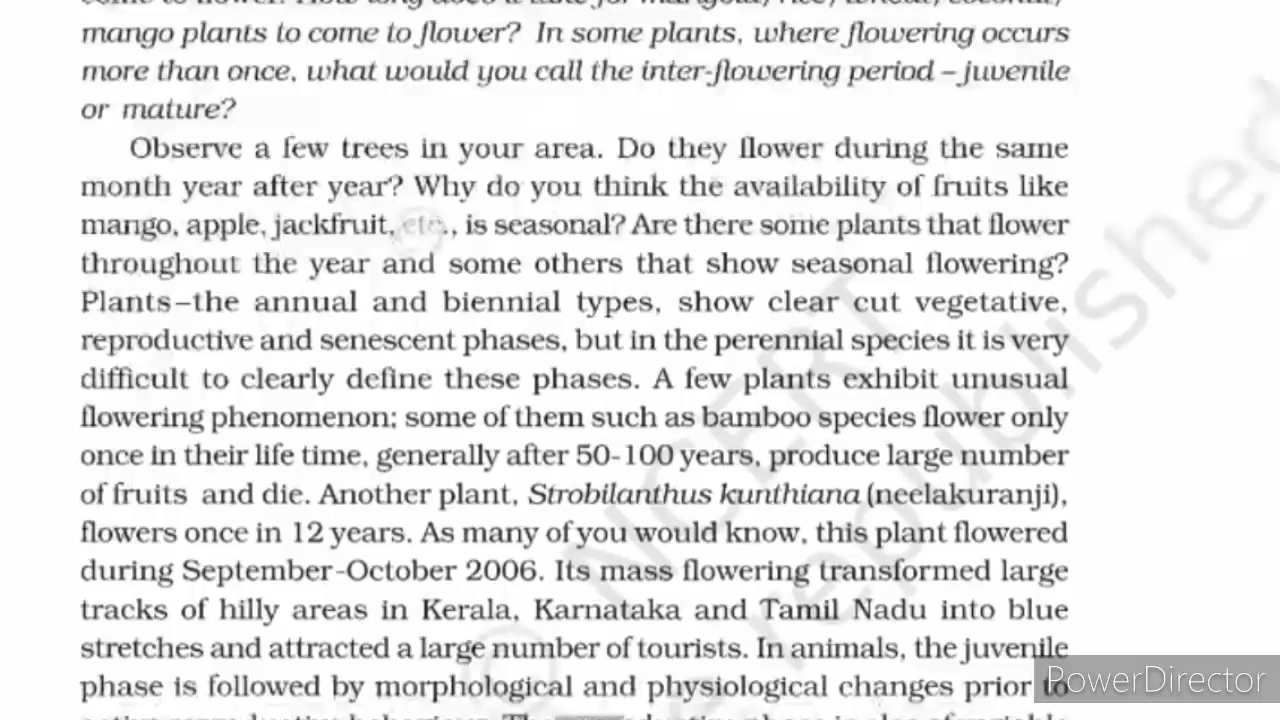 mango plants to come to flower? In some plants, where flowering occurs
more than once, what would you call the inter-flowering period – juvenile
or mature?
Observe a few trees in your area. Do they flower during the same
month year after year? Why do you think the availability of fruits like
mango, apple, jackfruit, etc., is seasonal? Are there some plants that flower
throughout the year and some others that show seasonal flowering?
Plants–the annual and biennial types, show clear cut vegetative,
reproductive and senescent phases, but in the perennial species it is very
difficult to clearly define these phases. A few plants exhibit unusual
flowering phenomenon; some of them such as bamboo species flower only
once in their life time, generally after 50-100 years, produce large number
of fruits and die. Another plant, Strobilanthus kunthiana (neelakuranji),
flowers once in 12 years. As many of you would know, this plant flowered
during September-October 2006. Its mass flowering transformed large
tracks of hilly areas in Kerala, Karnataka and Tamil Nadu into blue
stretches and attracted a large number of tourists. In animals, the juvenile
phase is followed by morphological and physiological changes prior to
© NCERT
republished
PowerDirector